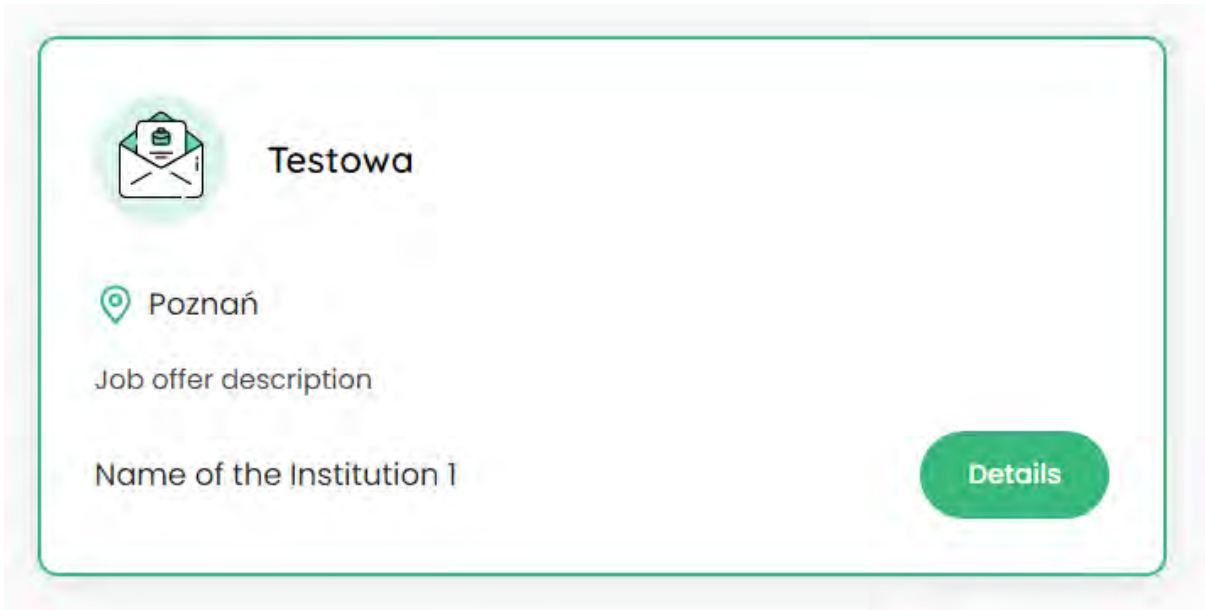 Testowa
Poznań
Job offer description
Name of the Institution 1
Details